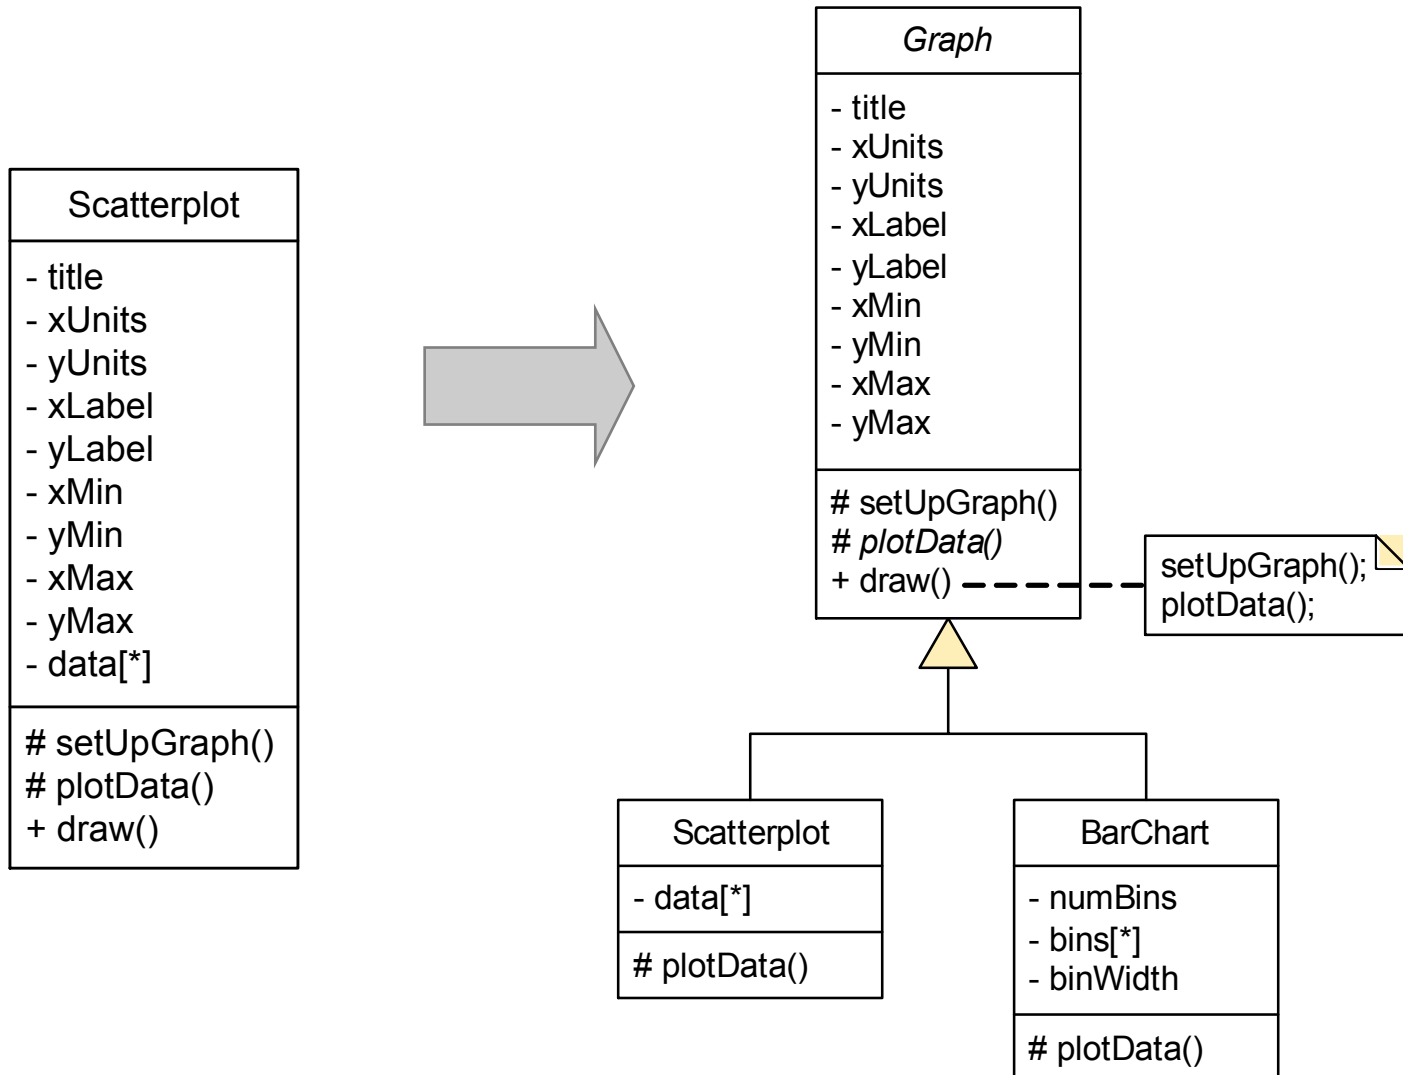 Scatterplot
- title
- xUnits
- yUnits
- xLabel
- yLabel
- xMin
- yMin
- xMax
- yMax
- data[*]
# setUpGraph()
# plotData()
+ draw()
Graph
- title
- xUnits
- yUnits
- xLabel
- yLabel
- xMin
- yMin
- xMax
- yMax
# setUpGraph()
# plotData()
+ draw()
setUpGraph();
plotData();
Scatterplot
- data[*]
# plotData()
BarChart
- numBins
- bins[*]
- binWidth
# plotData()